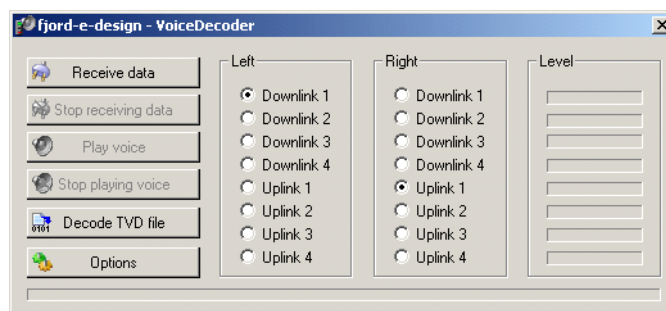 fjord-e-design - VoiceDecoder
Receive data
Stop receiving data
Play voice
Stop playing voice
0101
Decode TVD file
Options
Left
Downlink 1
Downlink 2
Downlink 3
Downlink 4
Uplink 1
Uplink 2
Uplink 3
Uplink 4
Right
Downlink 1
Downlink 2
Downlink 3
Downlink 4
Uplink 1
Uplink 2
Uplink 3
Uplink 4
Level